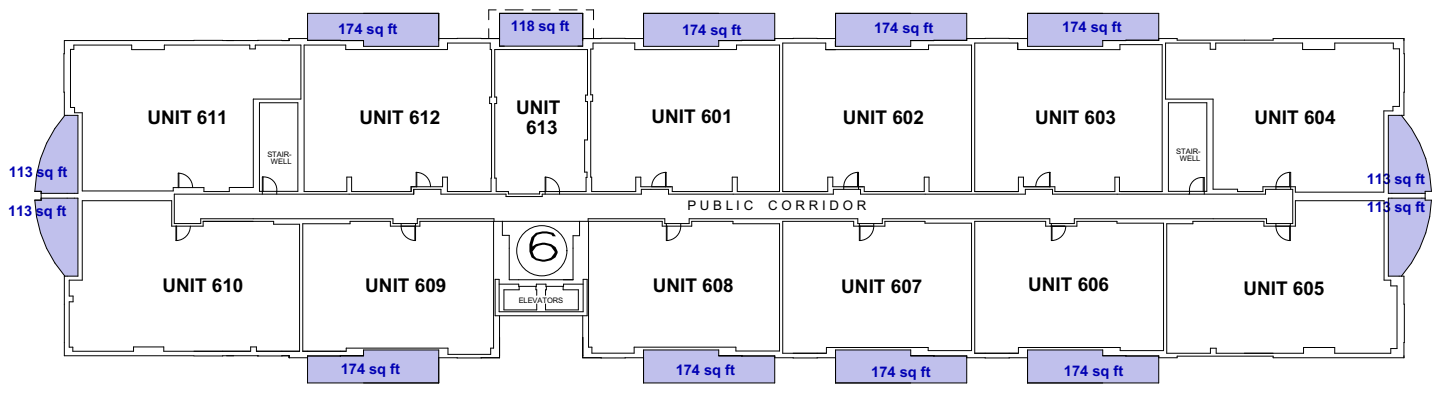 174 sq ft
118 sq ft
174 sq ft
174 sq ft
174 sq ft
UNIT 611
UNIT 612
UNIT
613
UNIT 601
UNIT 602
UNIT 603
UNIT 604
STAIR-
WELL
STAIR-
WELL
113 sq ft
113 sq ft
113 sq ft
113 sq ft
PUBLIC CORRIDOR
6
UNIT 610
UNIT 609
ELEVATORS
UNIT 608
UNIT 607
UNIT 606
UNIT 605
174 sq ft
174 sq ft
174 sq ft
174 sq ft